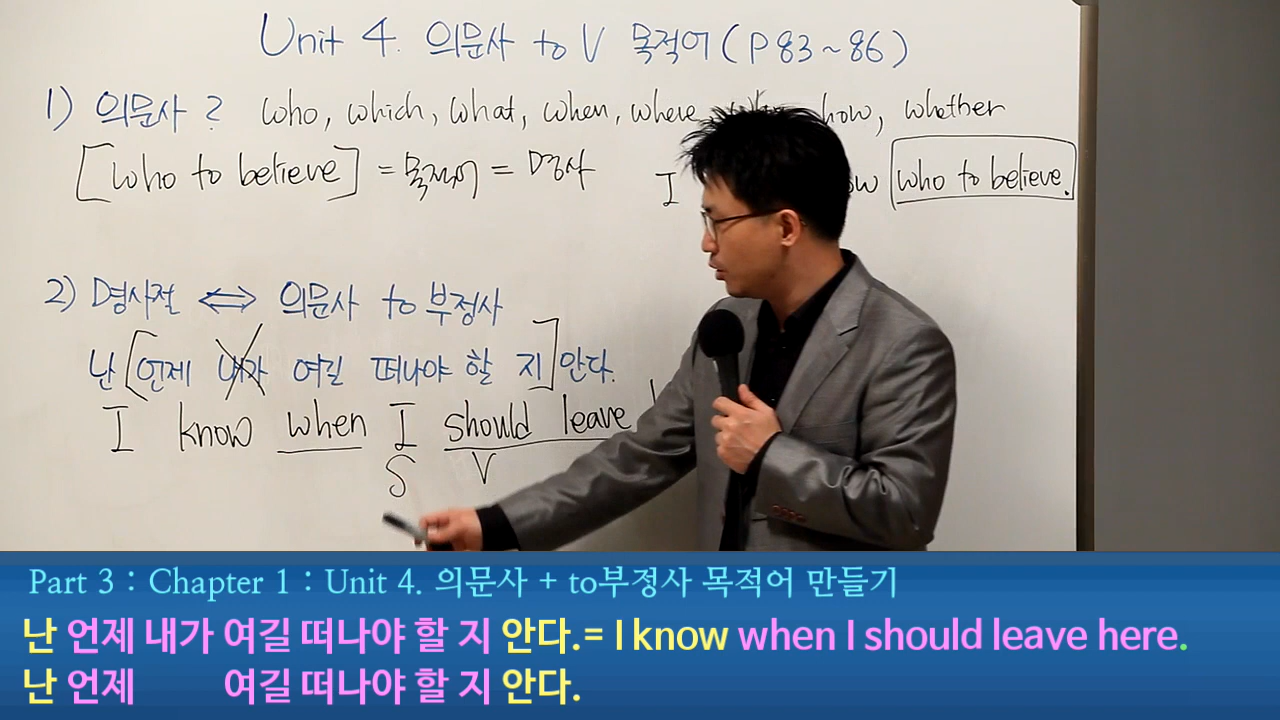 Unit 4. 의문사 to V 목적어 (P 83~86)
1) 의문사? who, which, what, when, where, how, whether
[who to believe] = 목적어 = 명사 I who to believe.
2) 명사절 ⟺ 의문사 to 부정사
난 [언제 내가 여길 떠나야 할 지] 안다.
I know when I should leave
S V
Part 3 : Chapter 1 : Unit 4. 의문사 + to부정사 목적어 만들기
난 언제 내가 여길 떠나야 할 지 안다.= I know when I should leave here.
난 언제 여길 떠나야 할 지 안다.